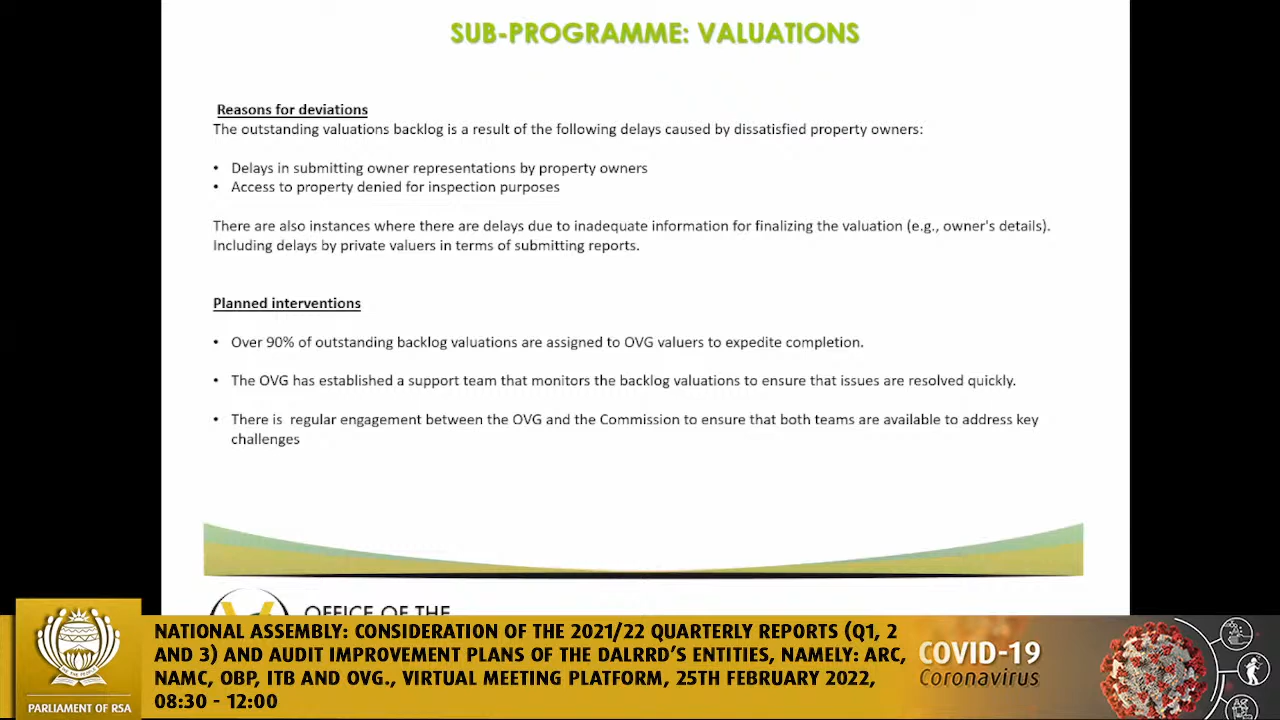 SUB-PROGRAMME: VALUATIONS
Reasons for deviations
The outstanding valuations backlog is a result of the following delays caused by dissatisfied property owners:
• Delays in submitting owner representations by property owners
• Access to property denied for inspection purposes
There are also instances where there are delays due to inadequate information for finalizing the valuation (e.g., owner's details).
Including delays by private valuers in terms of submitting reports.
Planned interventions
• Over 90% of outstanding backlog valuations are assigned to OVG valuers to expedite completion.
• The OVG has established a support team that monitors the backlog valuations to ensure that issues are resolved quickly.
• There is regular engagement between the OVG and the Commission to ensure that both teams are available to address key
challenges
OFFICE OF THE
NATIONAL ASSEMBLY: CONSIDERATION OF THE 2021/22 QUARTERLY REPORTS (Q1, 2
AND 3) AND AUDIT IMPROVEMENT PLANS OF THE DALRRD'S ENTITIES, NAMELY: ARC,
NAMC, OBP, ITB AND OVG., VIRTUAL MEETING PLATFORM, 25TH FEBRUARY 2022,
08:30 - 12:00
PARLIAMENT OF RSA
COVID-19
Coronavirus